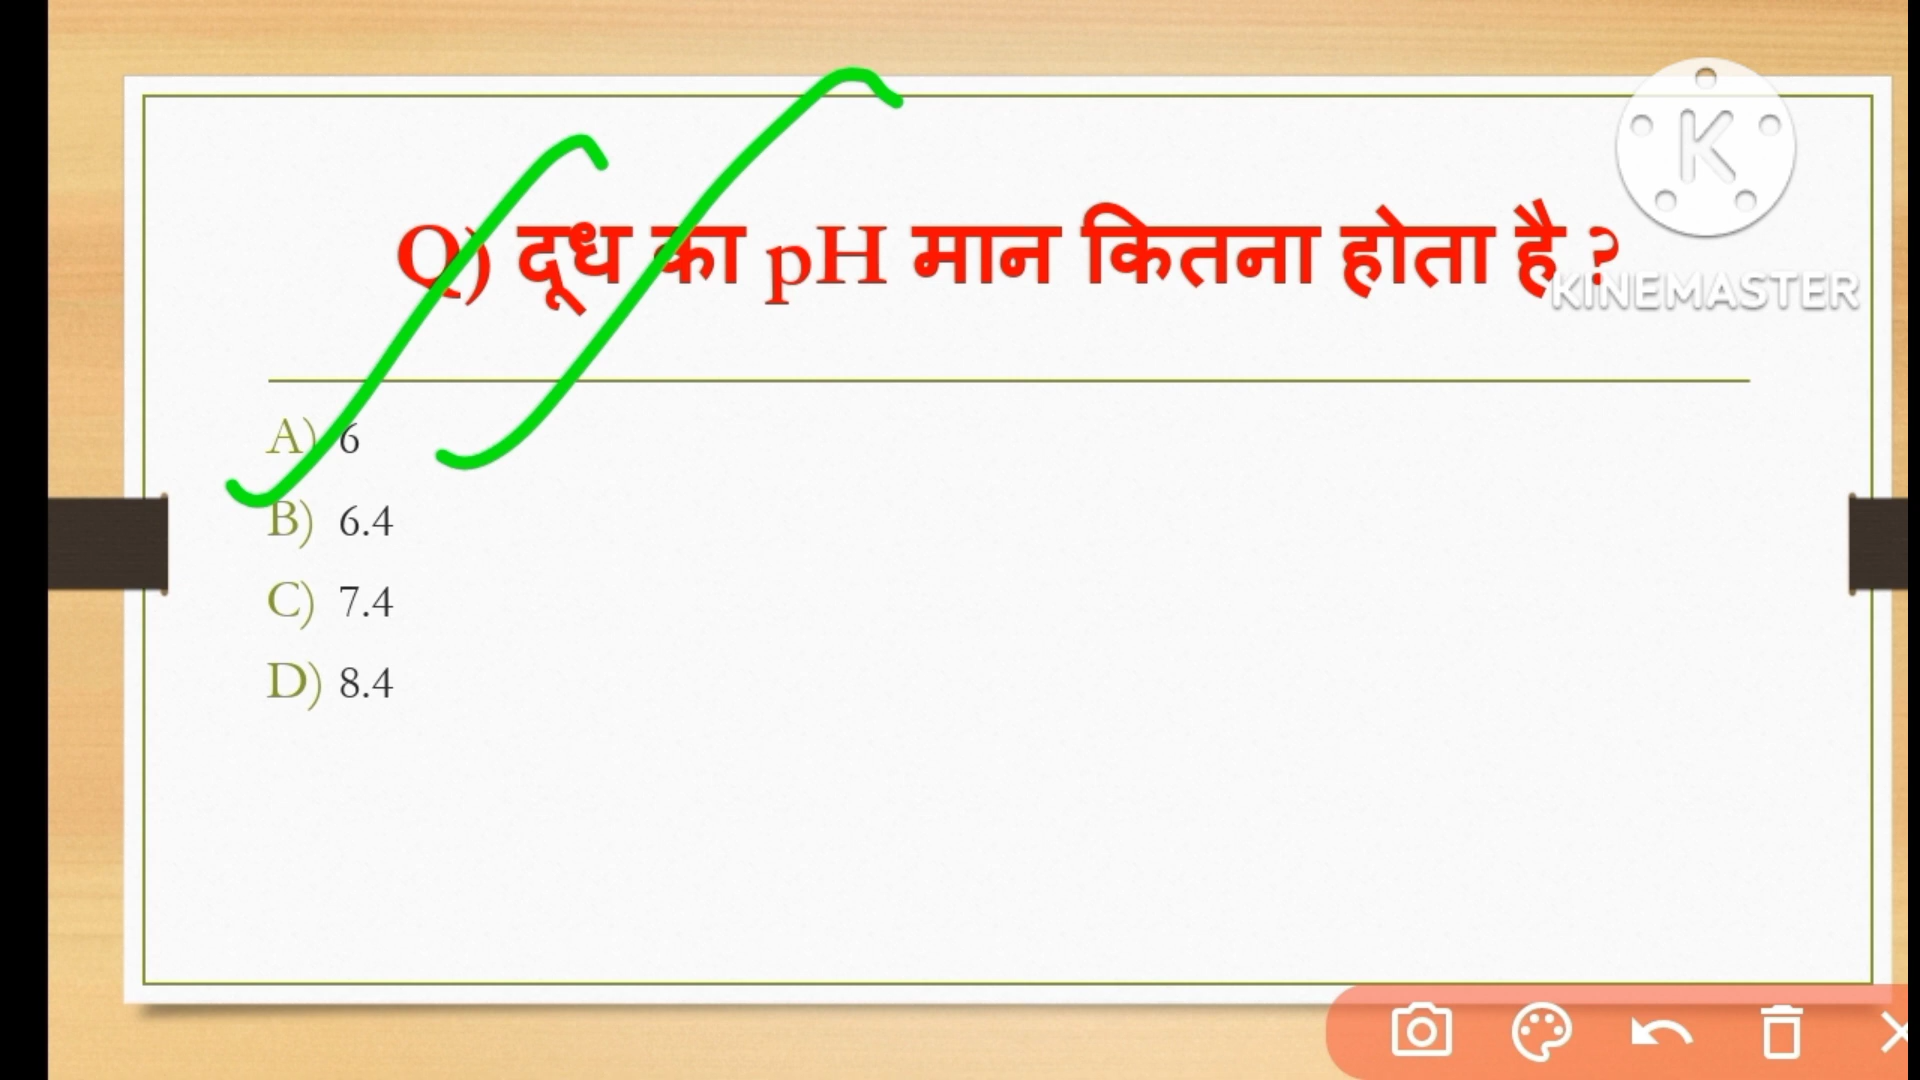 Q) दूध का pH मान कितना होता है ?
K
KINEMASTER
A) 6
B) 6.4
C) 7.4
D) 8.4